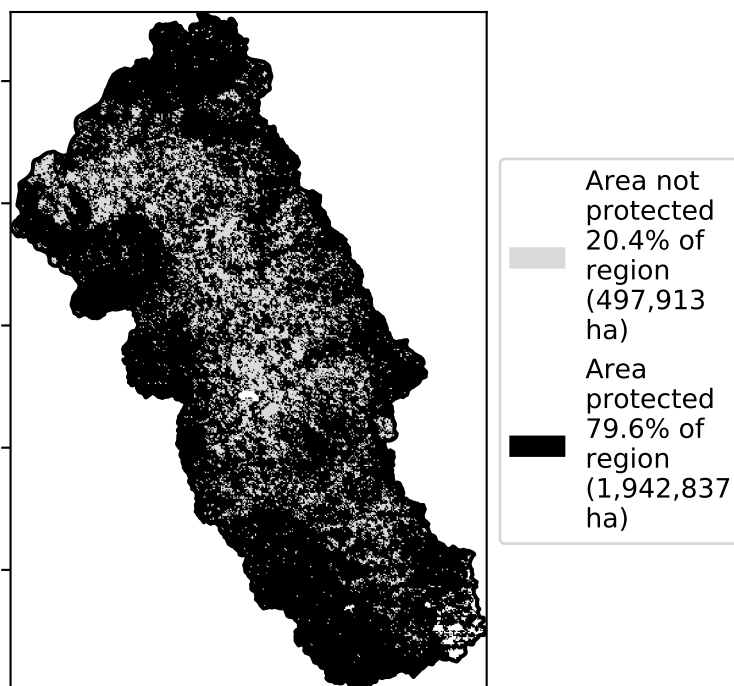 Area not
protected
20.4% of
region
(497,913
ha)
Area
protected
79.6% of
region
(1,942,837
ha)